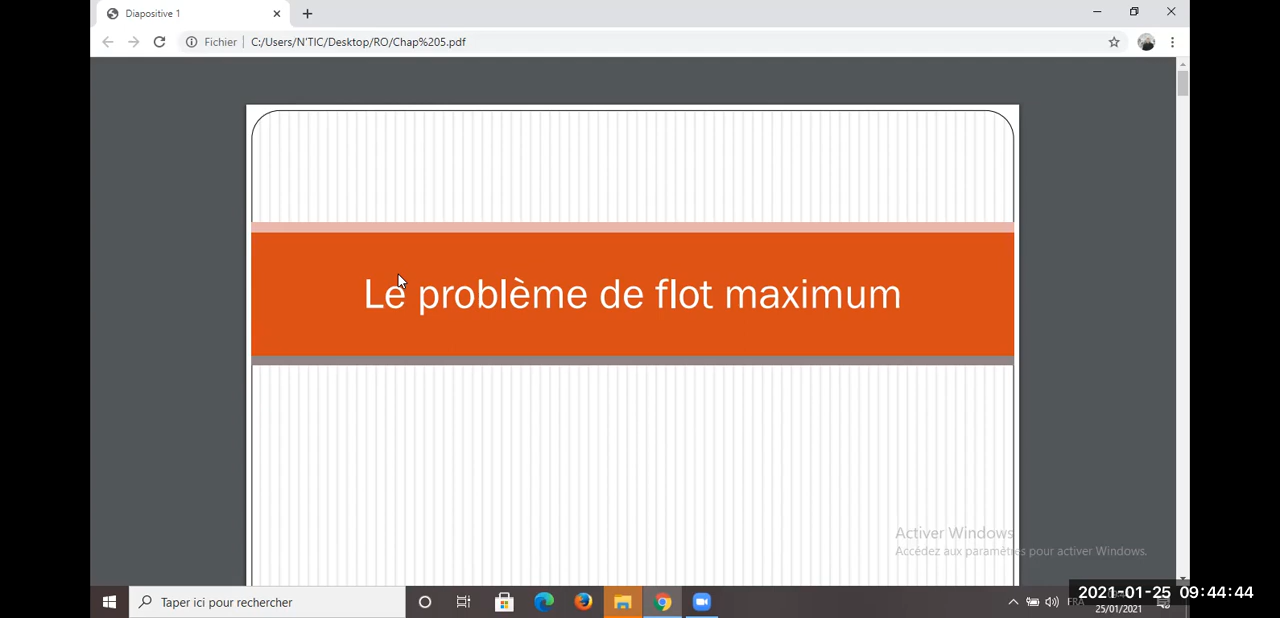 Diapositive 1
Fichier
C:/Users/N'TIC/Desktop/RO/Chap%205.pdf
Le problème de flot maximum
Activer Windows
Accédez aux paramètres pour activer Windows.
Taper ici pour rechercher
FRA
2021-01-25 09:44:44
25/01/2021